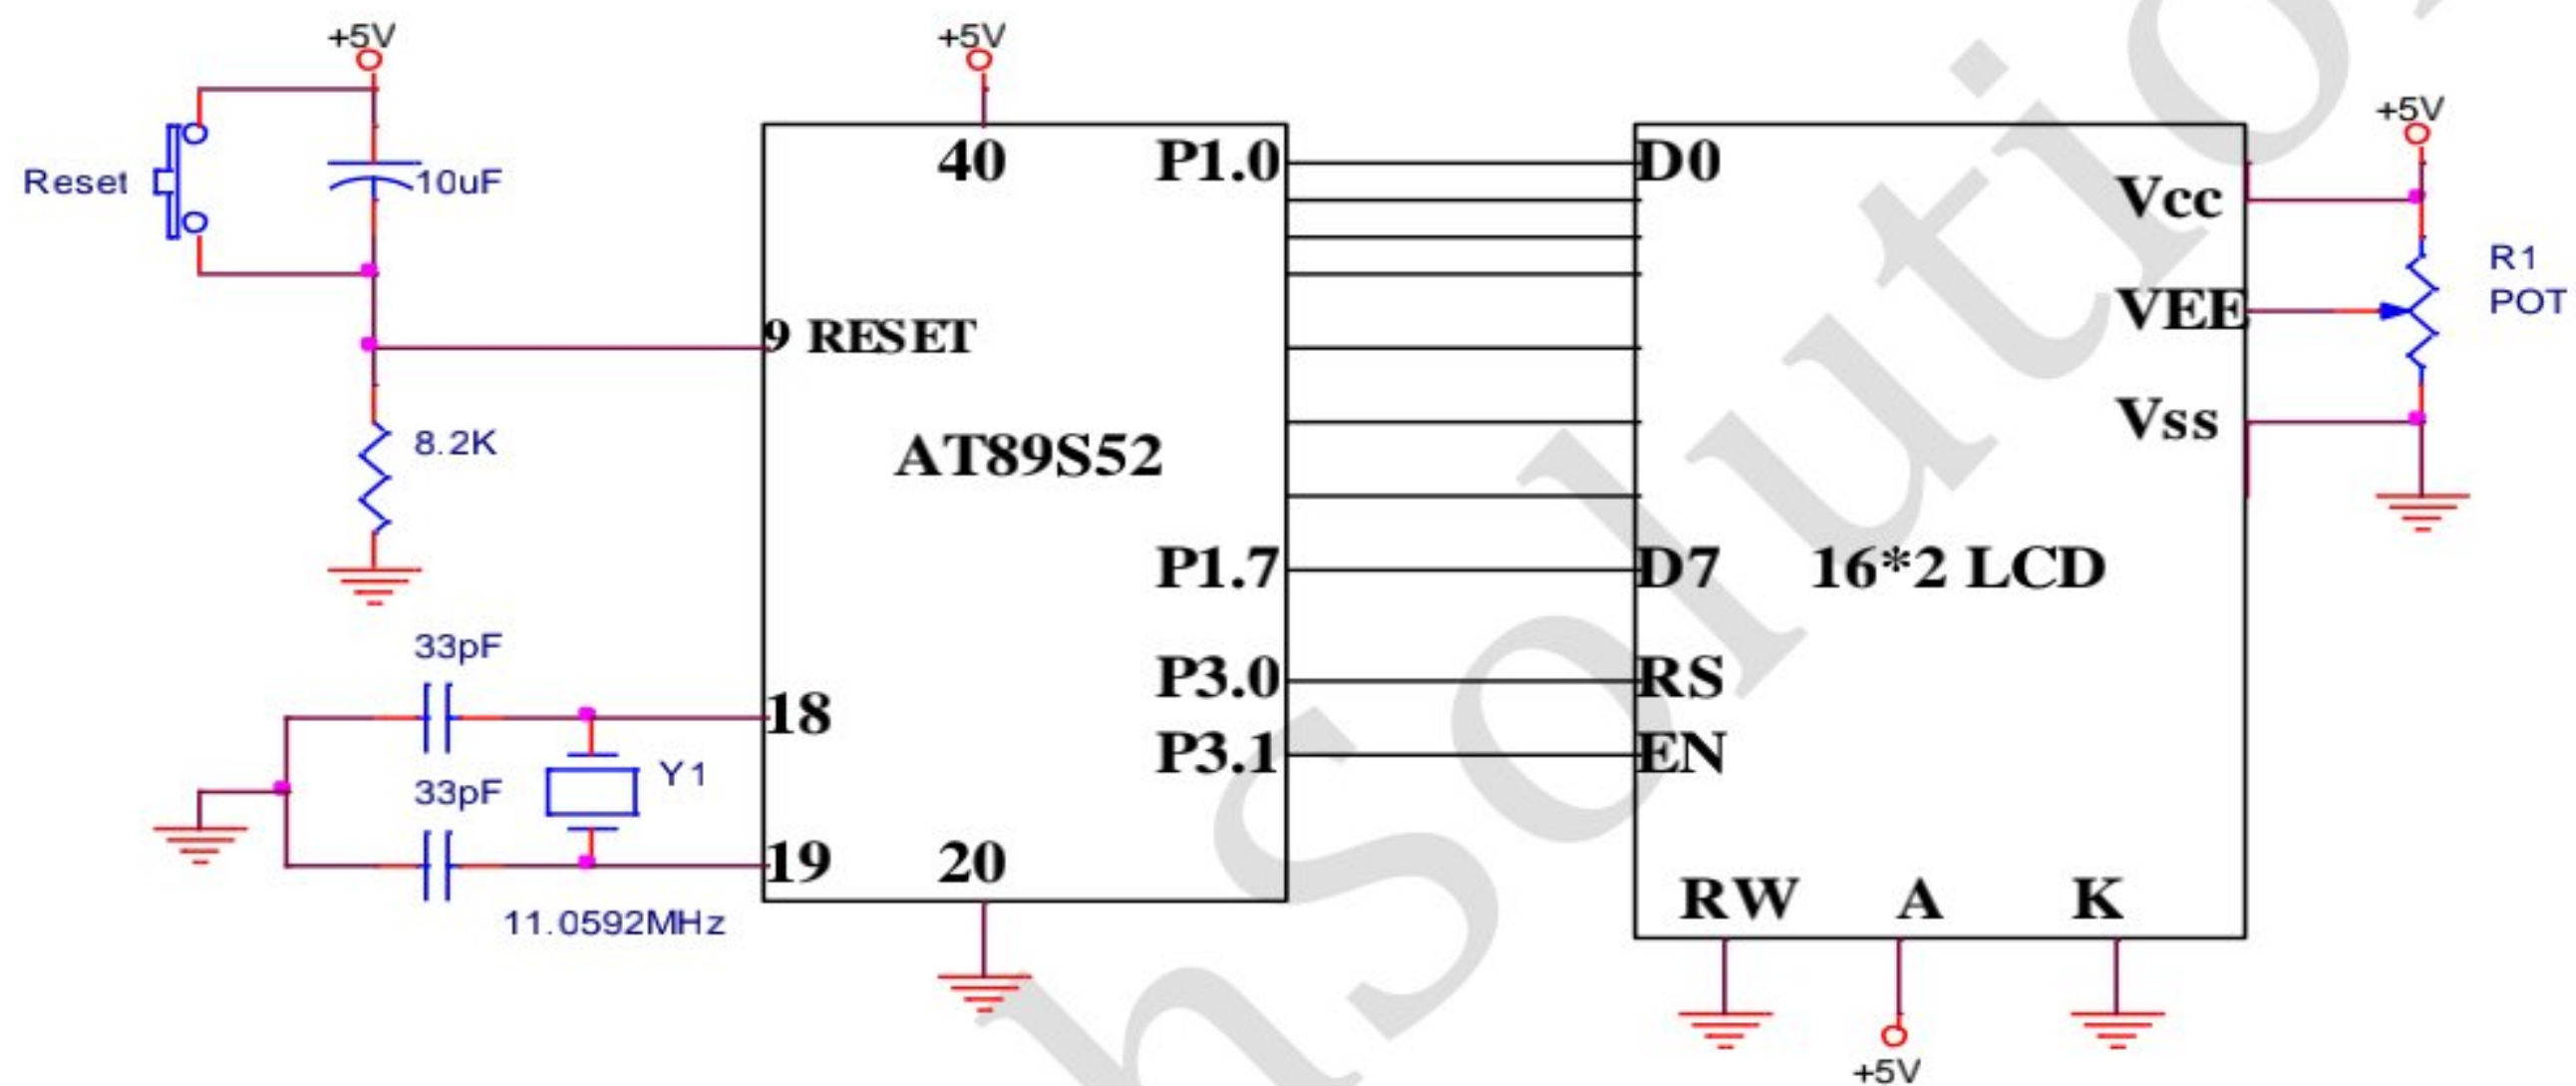 +5V
+5V
+5V
Reset
10uF
40
P1.0
D0
Vcc
9 RESET
VEE
R1
POT
8.2K
AT89S52
Vss
P1.7
D7
16*2 LCD
33pF
18
P3.0
RS
33pF
Y1
P3.1
EN
19
20
11.0592MHz
RW
A
K
+5V
hSolutio